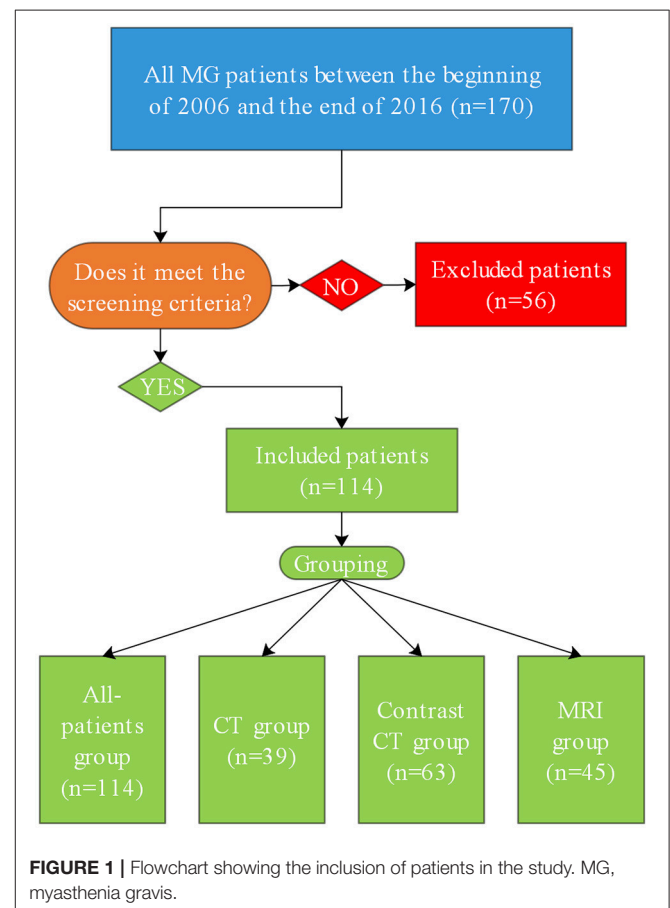 All MG patients between the beginning
of 2006 and the end of 2016 (n=170)
Does it meet the
screening criteria?
NO
Excluded patients
(n=56)
YES
Included patients
(n=114)
Grouping
All-
patients
group
(n=114)
CT group
(n=39)
Contrast
CT group
(n=63)
MRI
group
(n=45)
FIGURE 1 | Flowchart showing the inclusion of patients in the study. MG,
myasthenia gravis.